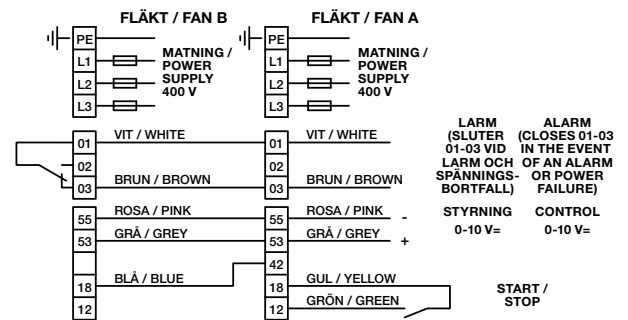 FLÄKT / FAN B
FLÄKT / FAN A
PE
L1
L2
L3
MATNING /
POWER
SUPPLY
400 V
PE
L1
L2
L3
MATNING /
POWER
SUPPLY
400 V
01
VIT / WHITE
01
VIT / WHITE
02
02
03
BRUN / BROWN
03
BRUN / BROWN
LARM
(SLUTER
01-03 VID
LARM OCH
SPÄNNINGS-
BORTFALL)
ALARM
(CLOSES 01-03
IN THE EVENT
OF AN ALARM
OR POWER
FAILURE)
55
ROSA / PINK
55
ROSA / PINK
-
53
GRÅ / GREY
53
GRÅ / GREY
+
STYRNING
0-10 V=
CONTROL
0-10 V=
42
18
BLÅ / BLUE
18
GUL / YELLOW
12
12
GRÖN / GREEN
START /
STOP